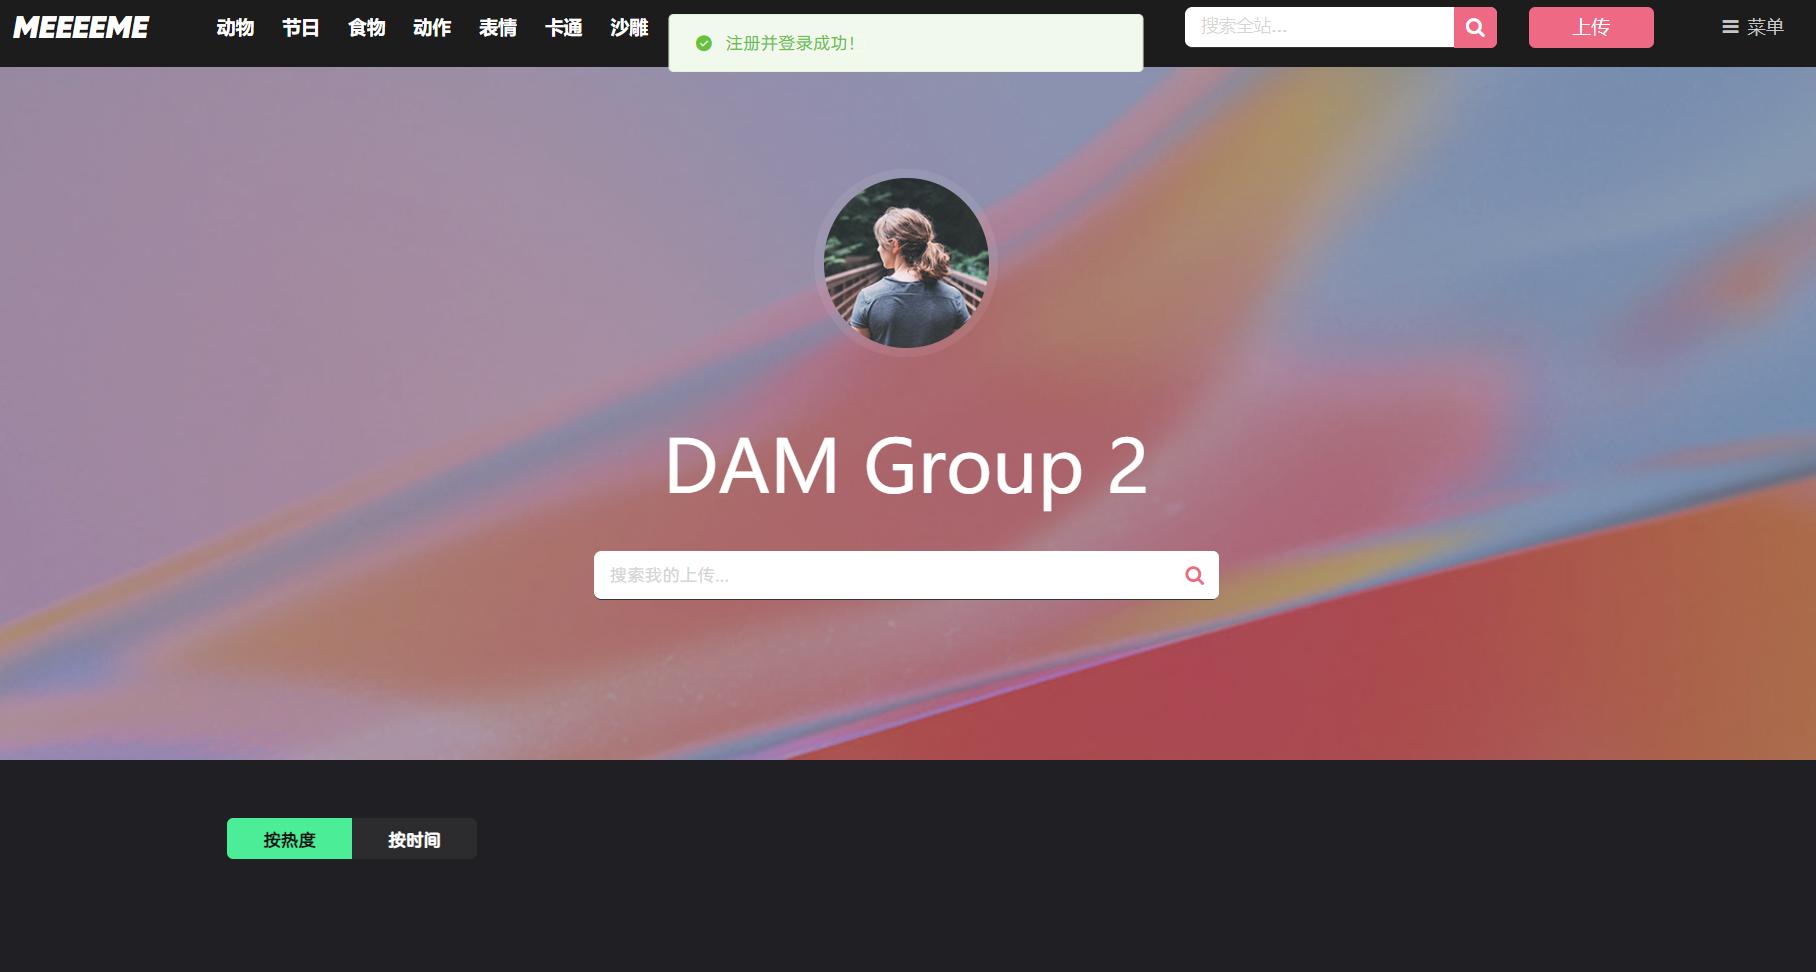 MEEEEME 动物 节日 食物 动作 表情 卡通 沙雕
注册并登录成功！
搜索全站...
上传
菜单
DAM Group 2
搜索我的上传...
按热度 按时间